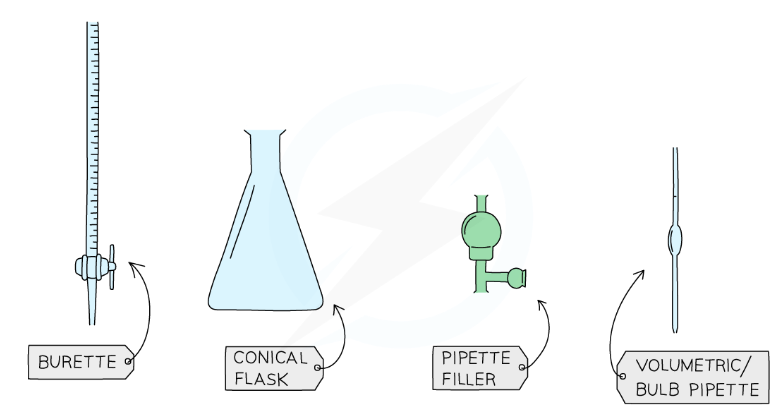 BURETTE
CONICAL
FLASK
PIPETTE
FILLER
VOLUMETRIC/
BULB PIPETTE